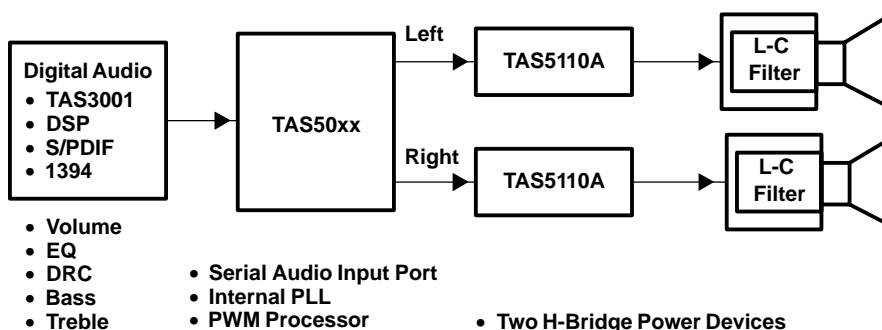 Digital Audio
• TAS3001
• DSP
• S/PDIF
• 1394
TAS50xx
Left
Right
TAS5110A
TAS5110A
L-C
Filter
L-C
Filter
• Volume
• EQ
• DRC
• Bass
• Treble
• Serial Audio Input Port
• Internal PLL
• PWM Processor
• Two H-Bridge Power Devices